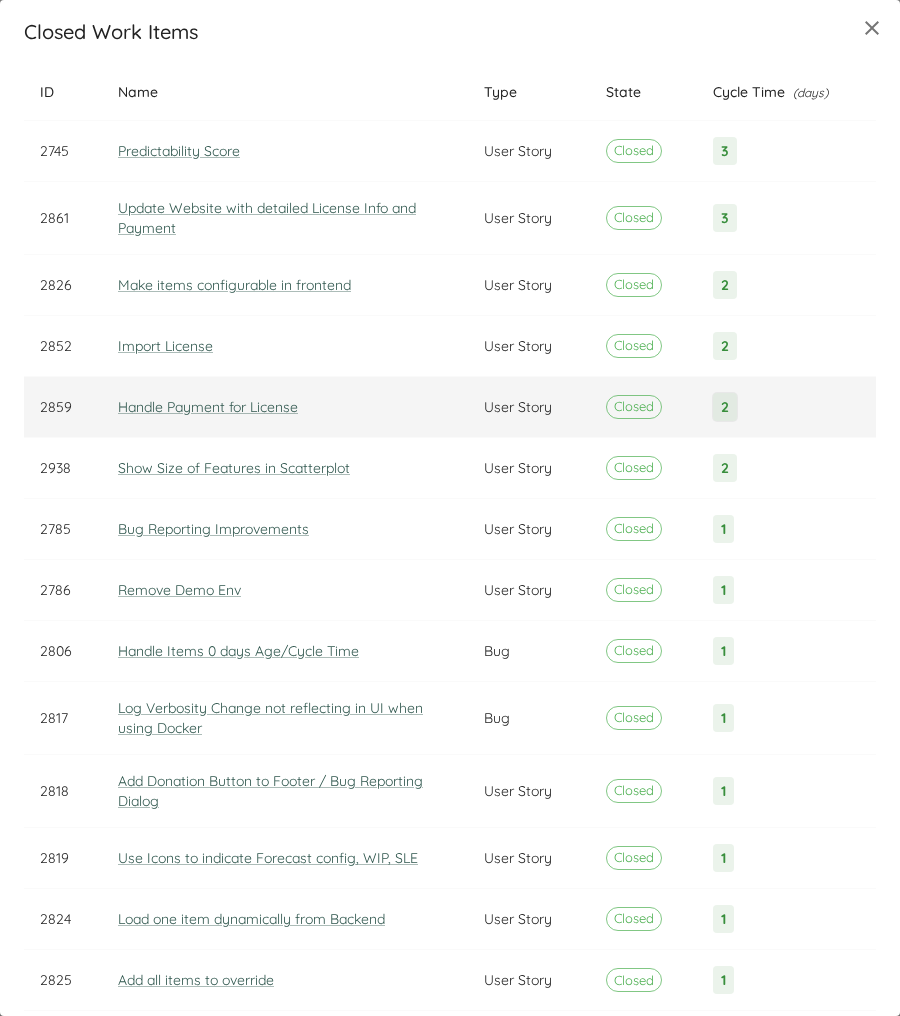 Closed Work Items
ID Name Type State Cycle Time (days)
2745 Predictability Score User Story Closed 3
2861 Update Website with detailed License Info and User Story Closed 3
Payment
2826 Make items configurable in frontend User Story Closed 2
2852 Import License User Story Closed 2
2859 Handle Payment for License User Story Closed 2
2938 Show Size of Features in Scatterplot User Story Closed 2
2785 Bug Reporting Improvements User Story Closed 1
2786 Remove Demo Env User Story Closed 1
2806 Handle Items 0 days Age/Cycle Time Bug Closed 1
2817 Log Verbosity Change not reflecting in UI when Bug Closed 1
using Docker
2818 Add Donation Button to Footer / Bug Reporting User Story Closed 1
Dialog
2819 Use Icons to indicate Forecast config, WIP, SLE User Story Closed 1
2824 Load one item dynamically from Backend User Story Closed 1
2825 Add all items to override User Story Closed 1